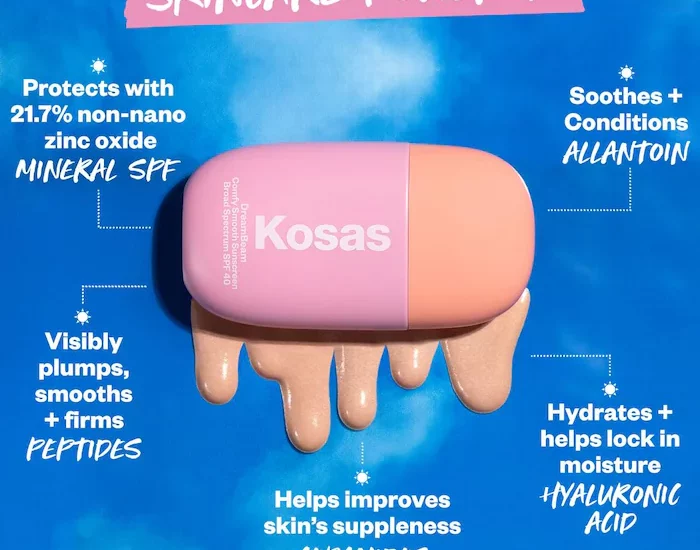 Protects with
21.7% non-nano
zinc oxide
MINERAL SPF
Soothes +
Conditions
ALLANTOIN
DreamBeam
Comfy Smooth Sunscreen
Broad Spectrum SPF 40
Kosas
Visibly
plumps,
smooths
+ firms
PEPTIDES
Hydrates +
helps lock in
moisture
HYALURONIC
ACID
Helps improves
skin's suppleness